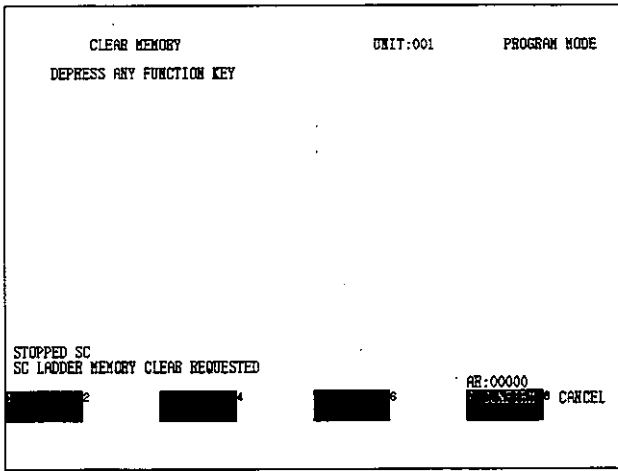 CLEAR MEMORY UNIT:001 PROGRAM MODE
DEPRESS ANY FUNCTION KEY
STOPPED SC
SC LADDER MEMORY CLEAR REQUESTED
AR:00000
2 4 6 CONFIRM 8 CANCEL